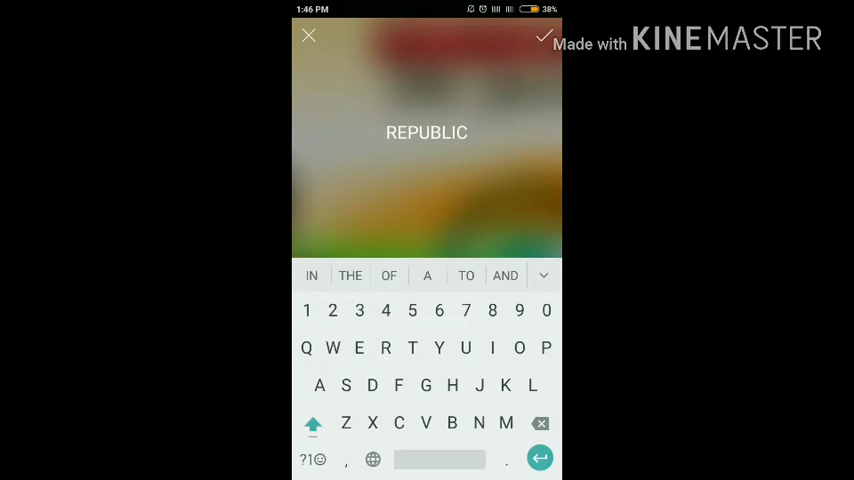 1:46 PM 38%
Made with KINEMASTER
REPUBLIC
IN THE OF A TO AND
1 2 3 4 5 6 7 8 9 0
Q W E R T Y U I O P
A S D F G H J K L
Z X C V B N M
?1☺ , .